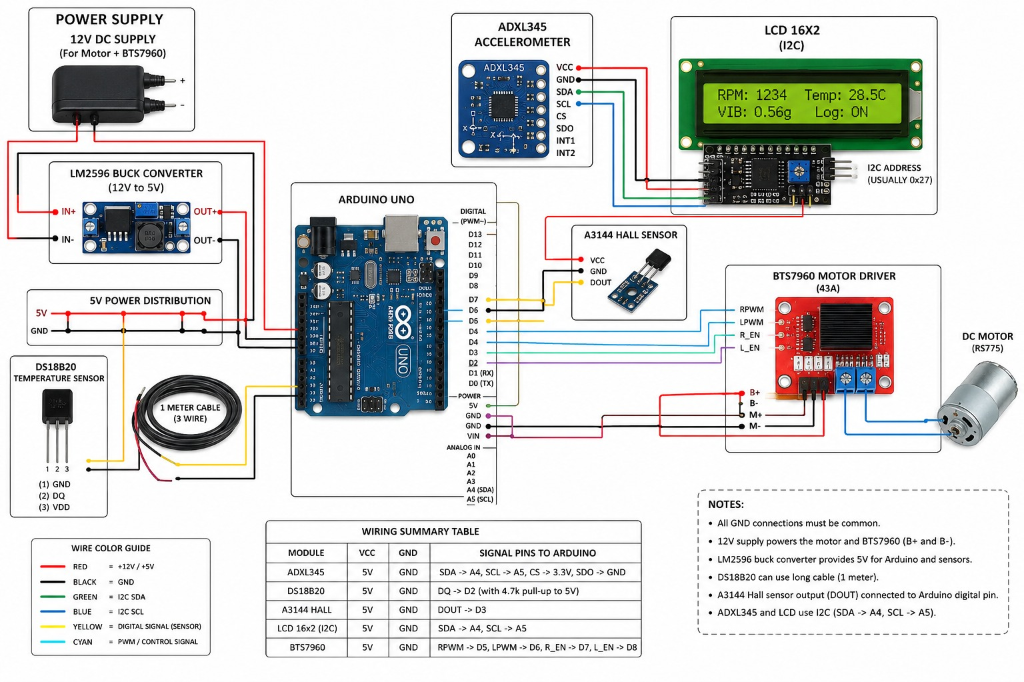 POWER SUPPLY
12V DC SUPPLY
(For Motor + BTS7960)
+
-
LM2596 BUCK CONVERTER
(12V to 5V)
IN+
IN-
OUT+
OUT-
5V POWER DISTRIBUTION
5V
GND
DS18B20
TEMPERATURE SENSOR
1 2 3
(1) GND
(2) DQ
(3) VDD
1 METER CABLE
(3 WIRE)
ARDUINO UNO
UNO
DIGITAL
(PWM~)
D13
D12
D11
D10
D9
D8
D7
D6
D5
D4
D4
D3
D2
D1 (RX)
D0 (TX)
POWER
5V
GND
GND
VIN
ANALOG IN
A0
A1
A2
A3
A4 (SDA)
A5 (SCL)
ADXL345
ACCELEROMETER
ADXL345
VCC
GND
SDA
SCL
CS
SDO
INT1
INT2
LCD 16X2
(I2C)
RPM: 1234 Temp: 28.5C
VIB: 0.56g Log: ON
I2C ADDRESS
(USUALLY 0x27)
A3144 HALL SENSOR
VCC
GND
DOUT
BTS7960 MOTOR DRIVER
(43A)
RPWM
LPWM
R_EN
L_EN
B+
B-
M+
M-
DC MOTOR
(RS775)
WIRE COLOR GUIDE
RED = +12V / +5V
BLACK = GND
GREEN = I2C SDA
BLUE = I2C SCL
YELLOW = DIGITAL SIGNAL (SENSOR)
CYAN = PWM / CONTROL SIGNAL
WIRING SUMMARY TABLE
MODULE VCC GND SIGNAL PINS TO ARDUINO
ADXL345 5V GND SDA -> A4, SCL -> A5, CS -> 3.3V, SDO -> GND
DS18B20 5V GND DQ -> D2 (with 4.7k pull-up to 5V)
A3144 HALL 5V GND DOUT -> D3
LCD 16x2 (I2C) 5V GND SDA -> A4, SCL -> A5
BTS7960 5V GND RPWM -> D5, LPWM -> D6, R_EN -> D7, L_EN -> D8
NOTES:
• All GND connections must be common.
• 12V supply powers the motor and BTS7960 (B+ and B-).
• LM2596 buck converter provides 5V for Arduino and sensors.
• DS18B20 can use long cable (1 meter).
• A3144 Hall sensor output (DOUT) connected to Arduino digital pin.
• ADXL345 and LCD use I2C (SDA -> A4, SCL -> A5).